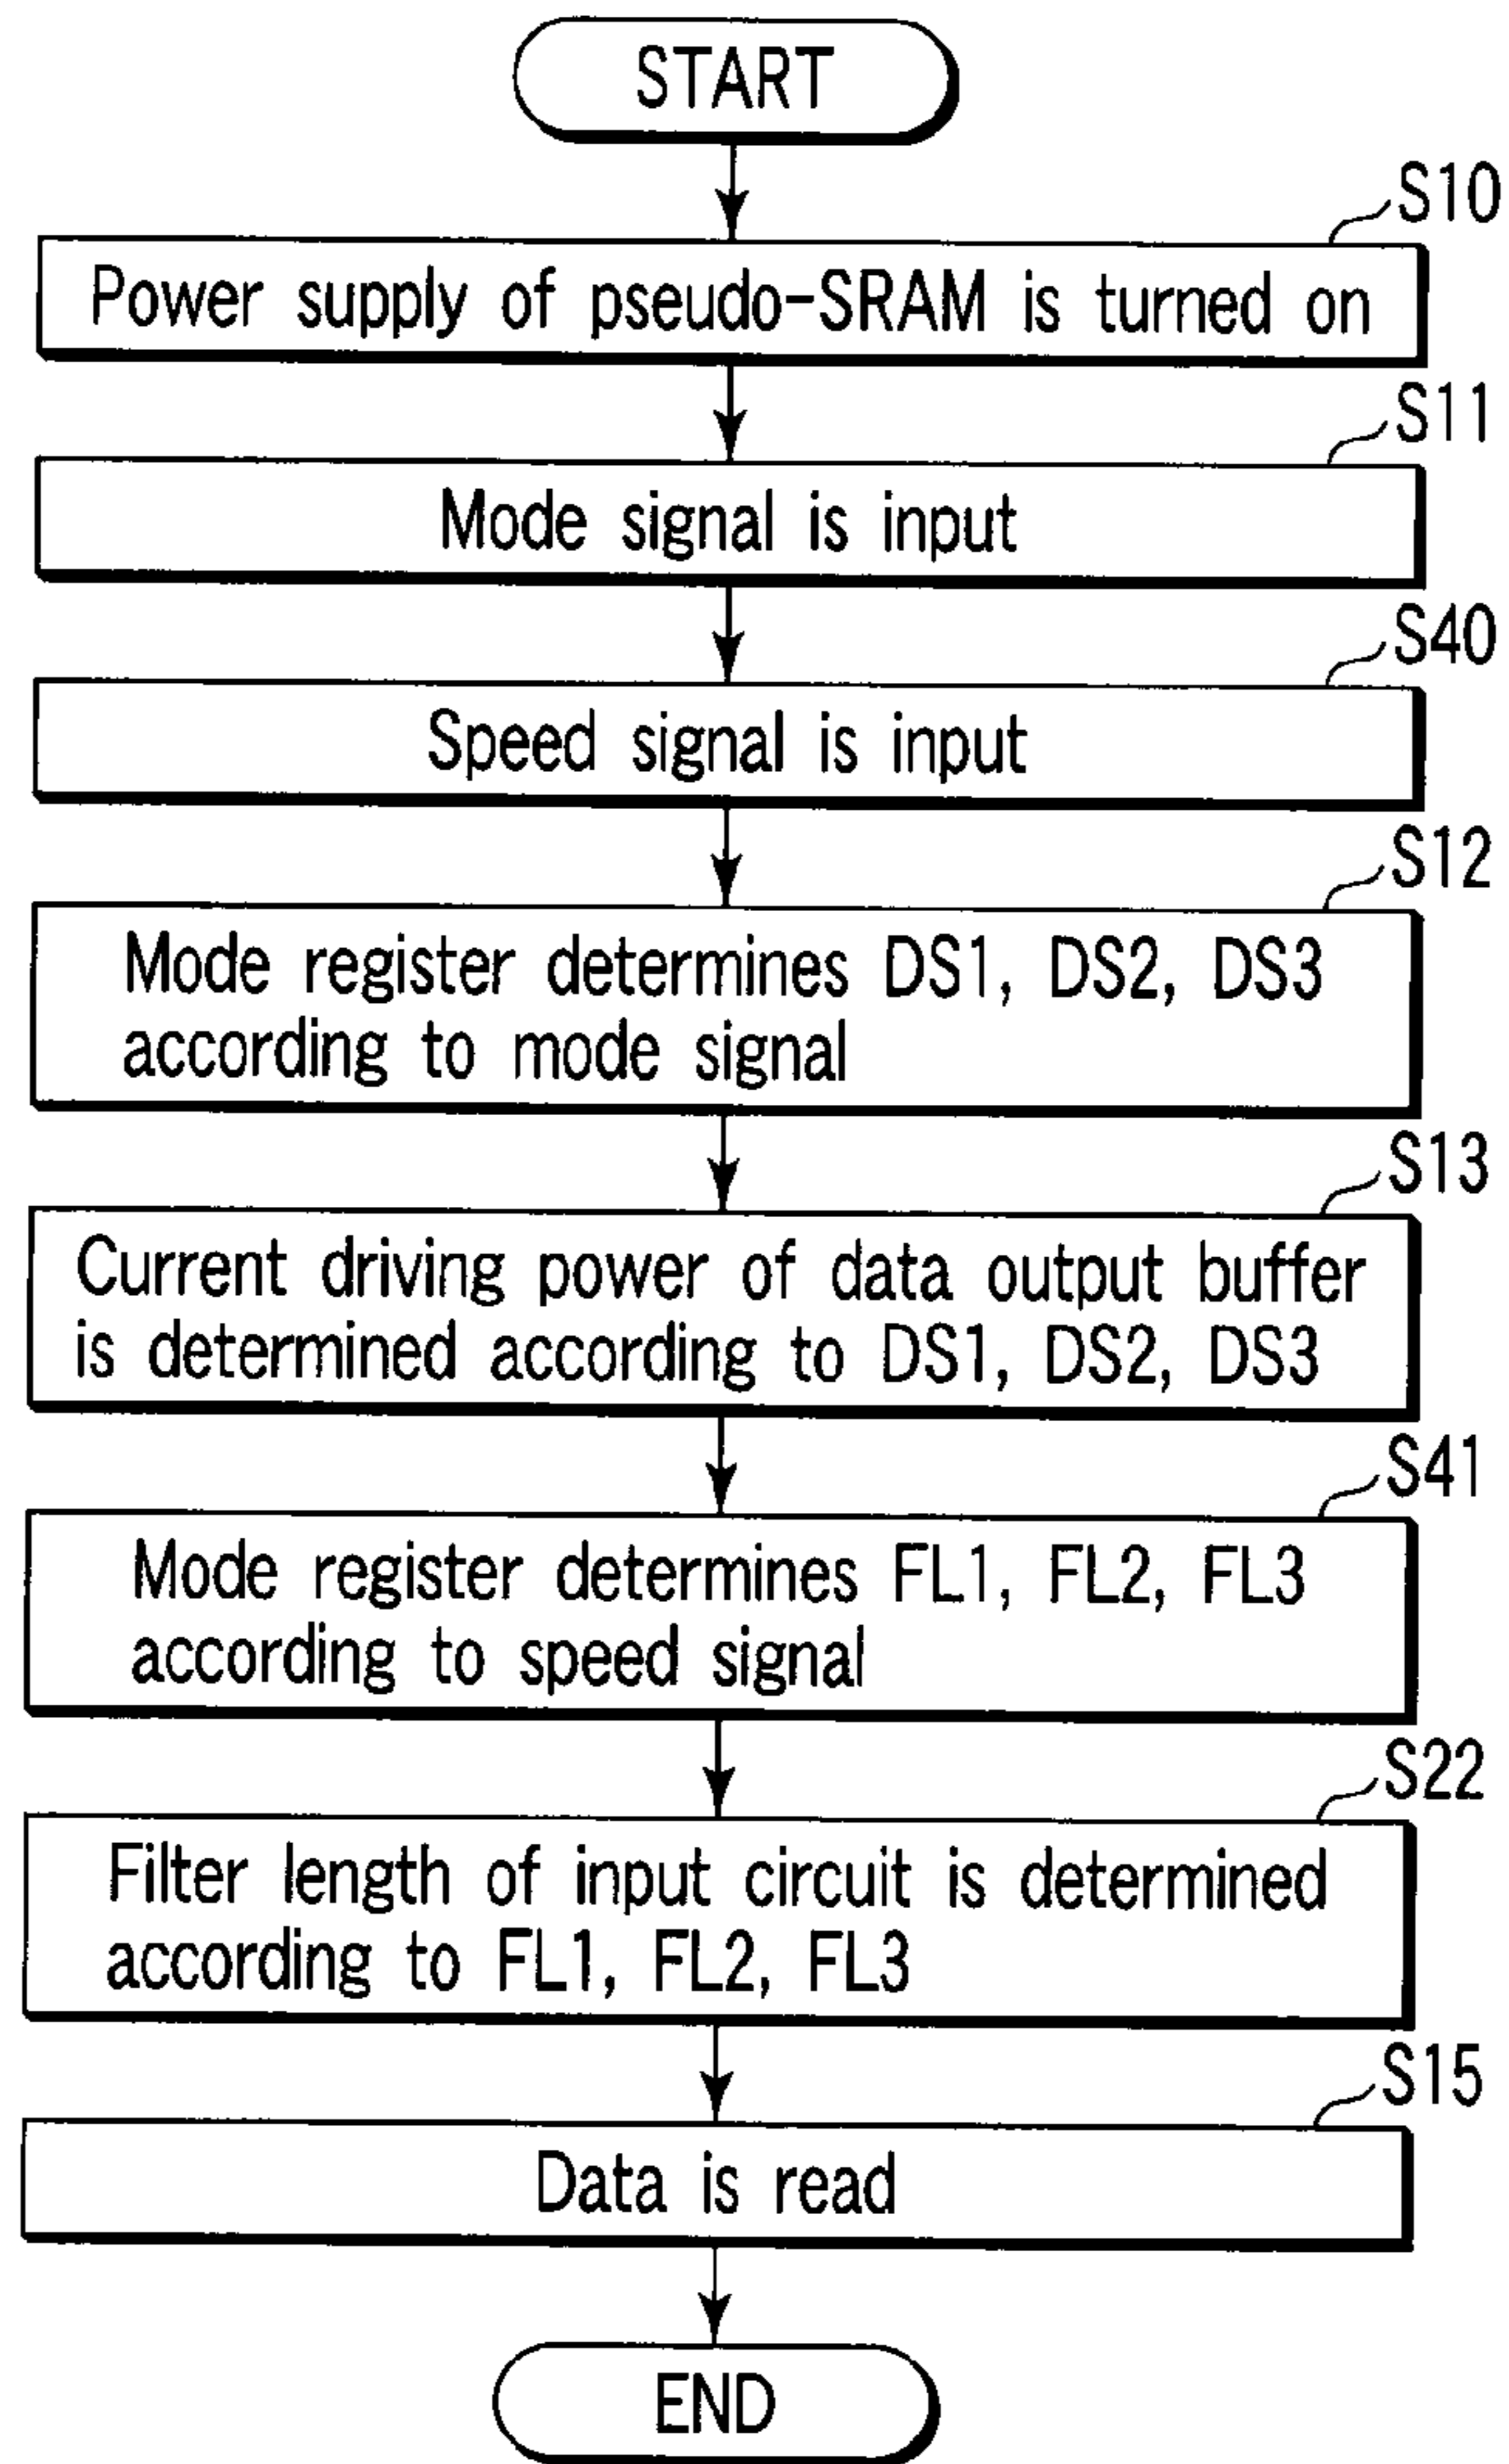 START
S10
Power supply of pseudo-SRAM is turned on
S11
Mode signal is input
S40
Speed signal is input
S12
Mode register determines DS1, DS2, DS3
according to mode signal
S13
Current driving power of data output buffer
is determined according to DS1, DS2, DS3
S41
Mode register determines FL1, FL2, FL3
according to speed signal
S22
Filter length of input circuit is determined
according to FL1, FL2, FL3
S15
Data is read
END